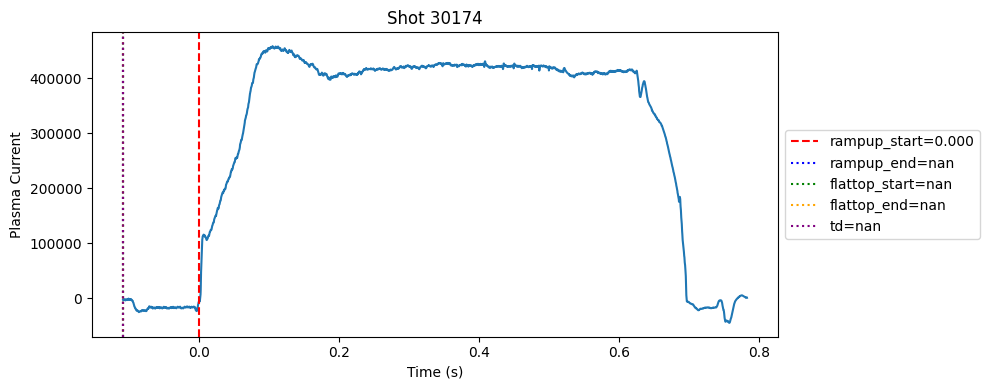 Shot 30174
Plasma Current
400000
300000
200000
100000
0
0.0
0.2
0.4
0.6
0.8
Time (s)
rampup_start=0.000
rampup_end=nan
flattop_start=nan
flattop_end=nan
td=nan